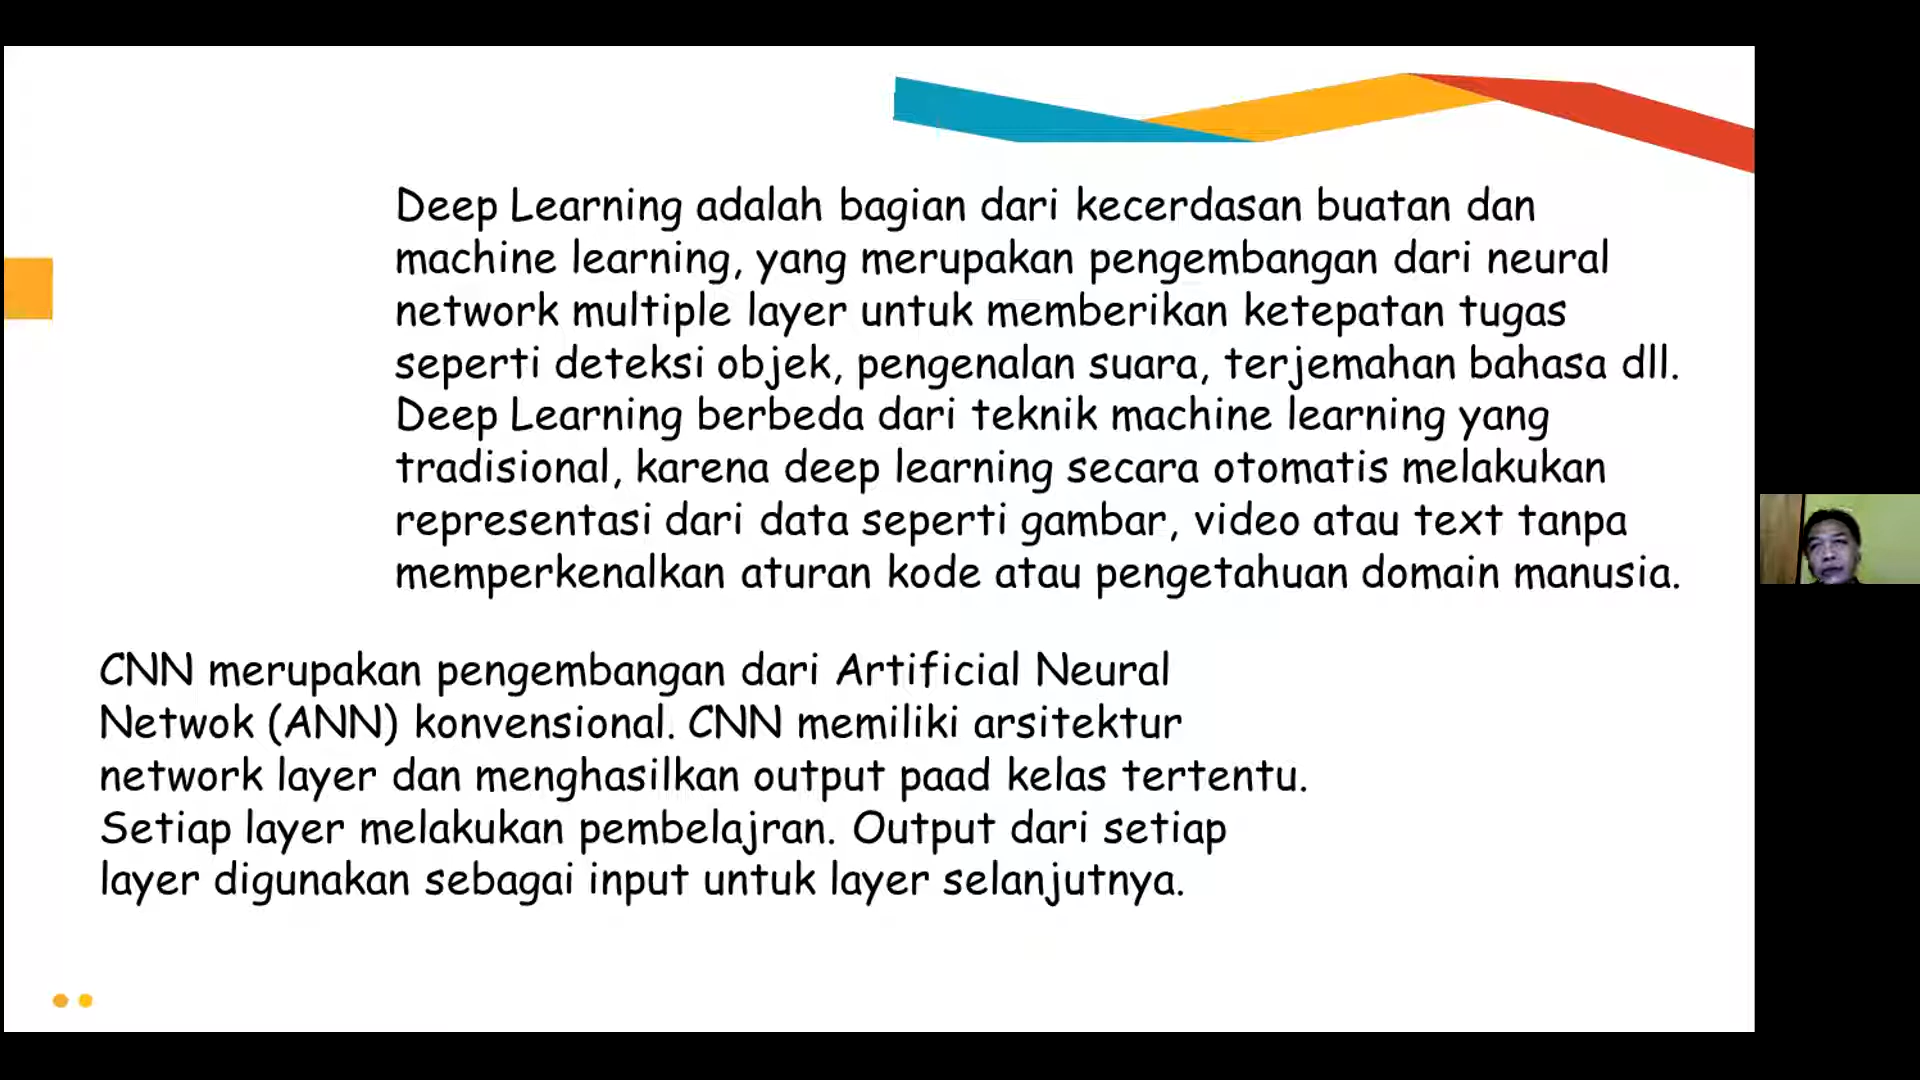 Deep Learning adalah bagian dari kecerdasan buatan dan
machine learning, yang merupakan pengembangan dari neural
network multiple layer untuk memberikan ketepatan tugas
seperti deteksi objek, pengenalan suara, terjemahan bahasa dll.
Deep Learning berbeda dari teknik machine learning yang
tradisional, karena deep learning secara otomatis melakukan
representasi dari data seperti gambar, video atau text tanpa
memperkenalkan aturan kode atau pengetahuan domain manusia.
CNN merupakan pengembangan dari Artificial Neural
Netwok (ANN) konvensional. CNN memiliki arsitektur
network layer dan menghasilkan output paad kelas tertentu.
Setiap layer melakukan pembelajran. Output dari setiap
layer digunakan sebagai input untuk layer selanjutnya.